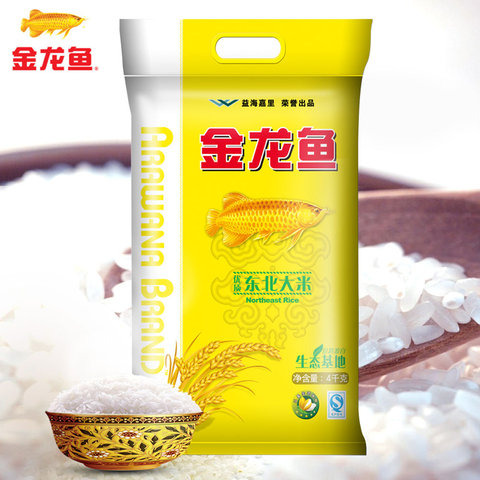 金龙鱼
益海嘉里 荣誉出品
金龙鱼
ARAWANA BRAND
优质
东北大米
Northeast Rice
生态基地
净含量:4千克